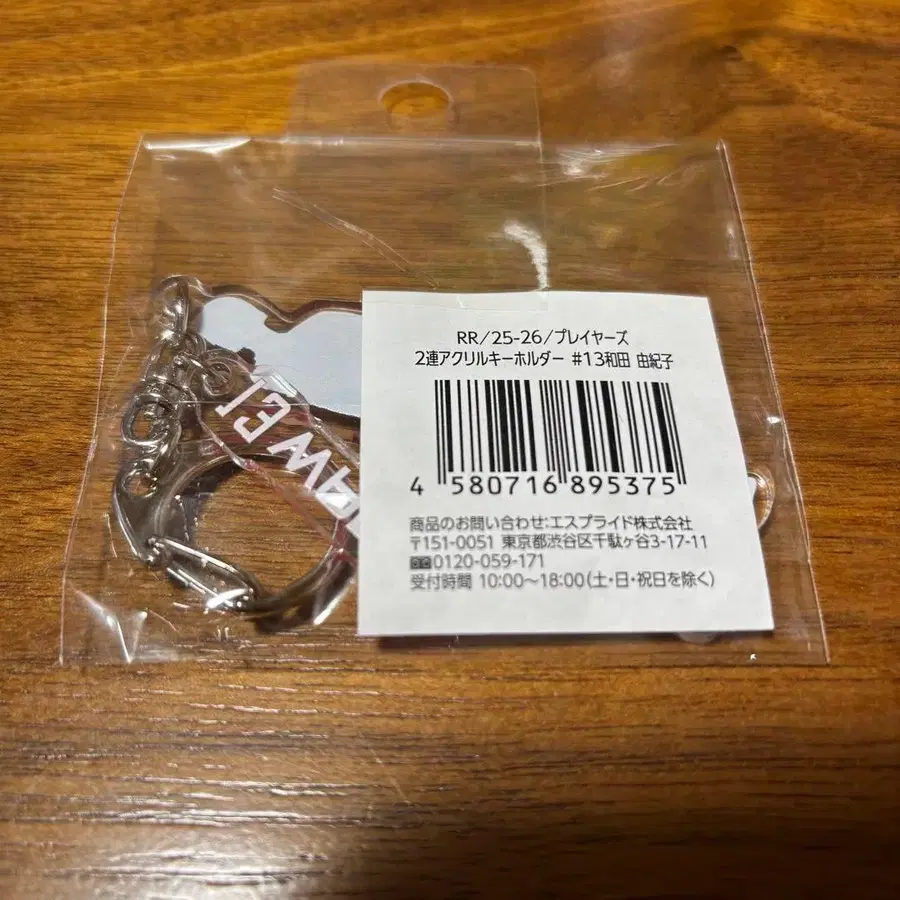 RR/25-26/プレイヤーズ
2連アクリルキーホルダー #13和田 由紀子
4 580716 895375
商品のお問い合わせ:エスプライド株式会社
〒151-0051 東京都渋谷区千駄ヶ谷3-17-11
0120-059-171
受付時間 10:00～18:00(土・日・祝日を除く)